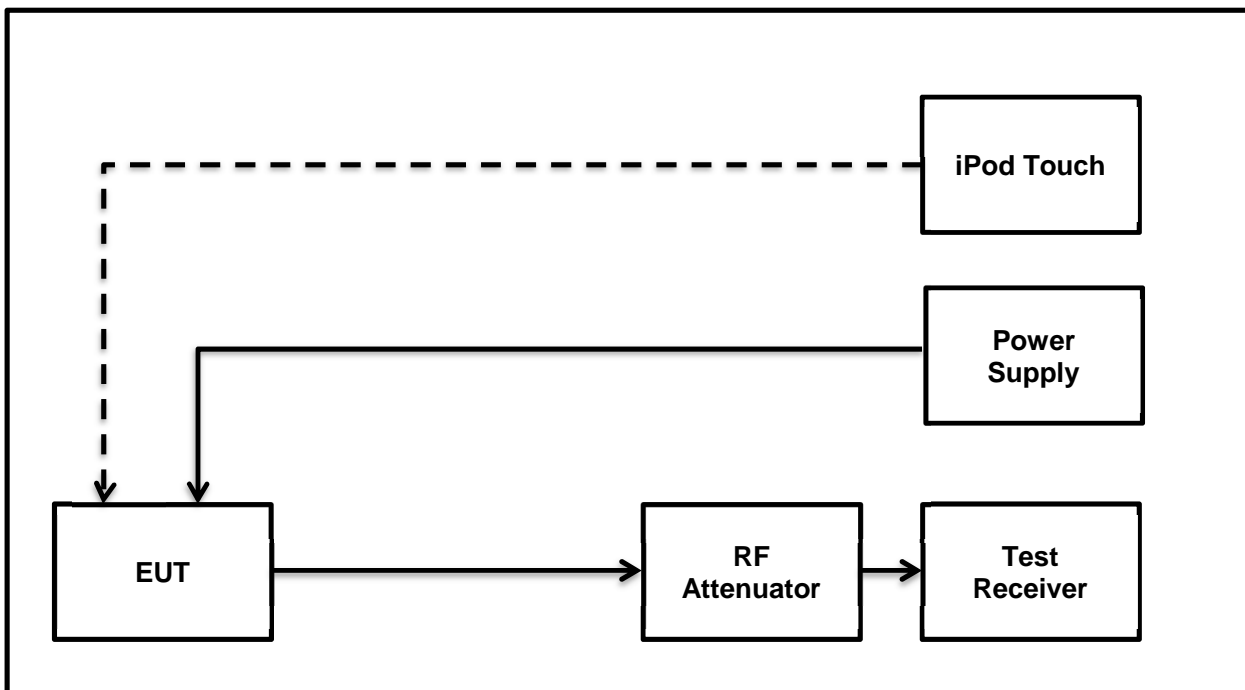 iPod Touch
Power
Supply
EUT
RF
Attenuator
Test
Receiver